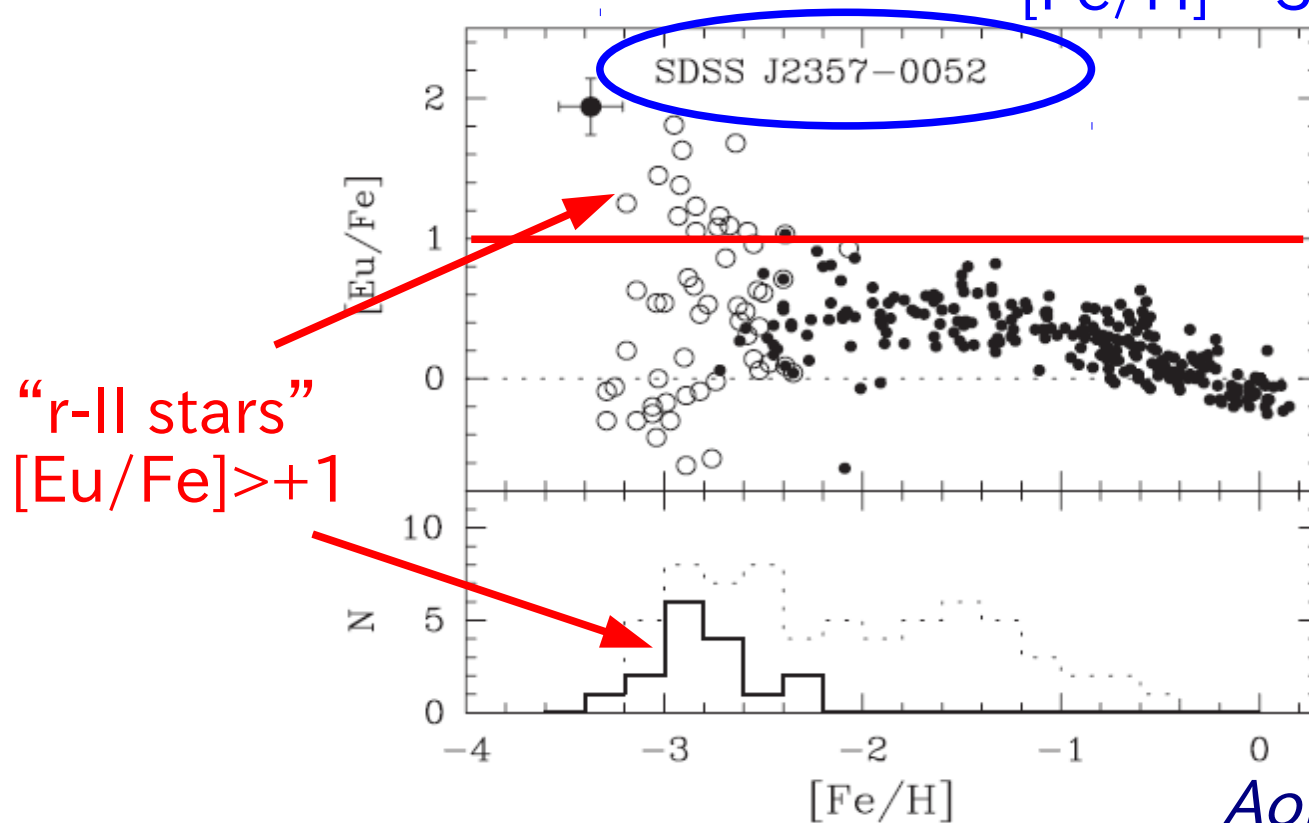 [Fe/H]
SDSS J2357−0052
2
1
0
[Eu/Fe]
“r-II stars”
[Eu/Fe]>+1
10
5
0
N
−4 −3 −2 −1 0
[Fe/H]